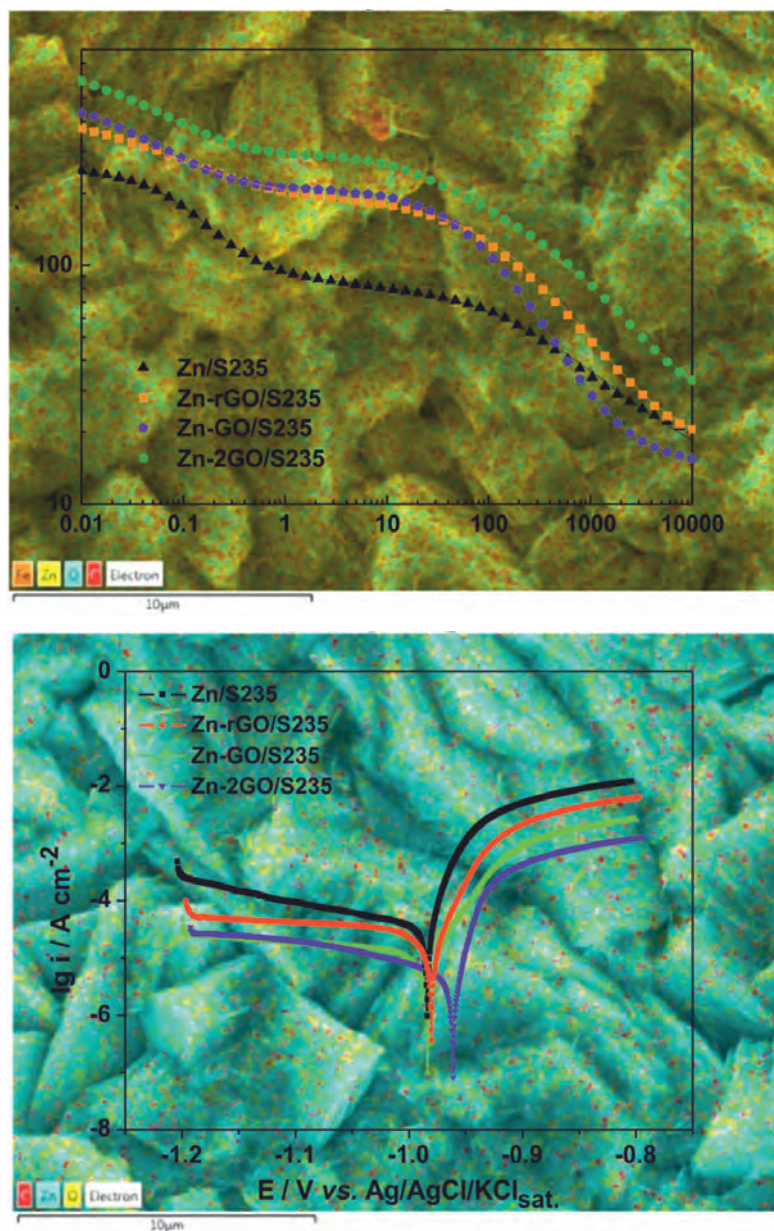 100
10
Zn/S235
Zn-rGO/S235
Zn-GO/S235
Zn-2GO/S235
0.01 0.1 1 10 100 1000 10000
Fe Zn O C Electron
10µm
0
-2
-4
-6
-8
lg i / A cm-2
Zn/S235
Zn-rGO/S235
Zn-GO/S235
Zn-2GO/S235
-1.2 -1.1 -1.0 -0.9 -0.8
E / V vs. Ag/AgCl/KClsat.
C Zn O Electron
10µm